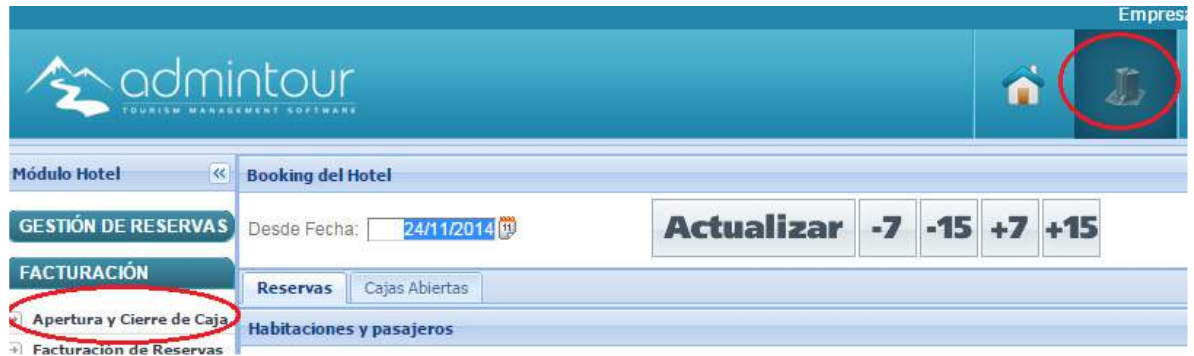 Empresa
admintour
TOURISM MANAGEMENT SOFTWARE
Módulo Hotel
Booking del Hotel
GESTIÓN DE RESERVAS
Desde Fecha: 24/11/2014
Actualizar -7 -15 +7 +15
FACTURACIÓN
Reservas Cajas Abiertas
Apertura y Cierre de Caja
Habitaciones y pasajeros
Facturación de Reservas